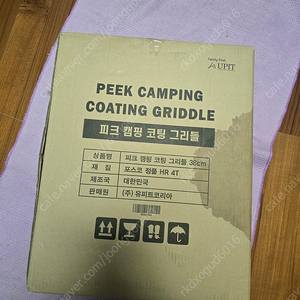 Family First
UPIT
PEEK CAMPING
COATING GRIDDLE
피크 캠핑 코팅 그리들
상품명 피크 캠핑 코팅 그리들 38cm
재 질 포스코 정품 HR 4T
제조국 대한민국
판매원 (주) 유피트코리아